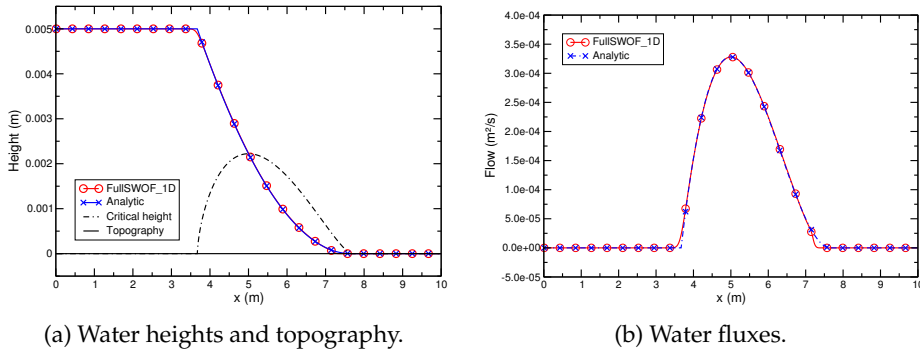 0.005
0.004
0.003
0.002
0.001
0
Height (m)
FullSWOF_1D
Analytic
Critical height
Topography
0 1 2 3 4 5 6 7 8 9 10
x (m)
(a) Water heights and topography.
4.0e-04
3.5e-04
3.0e-04
2.5e-04
2.0e-04
1.5e-04
1.0e-04
5.0e-05
0.0e+00
-5.0e-05
Flow (m²/s)
FullSWOF_1D
Analytic
0 1 2 3 4 5 6 7 8 9 10
x (m)
(b) Water fluxes.